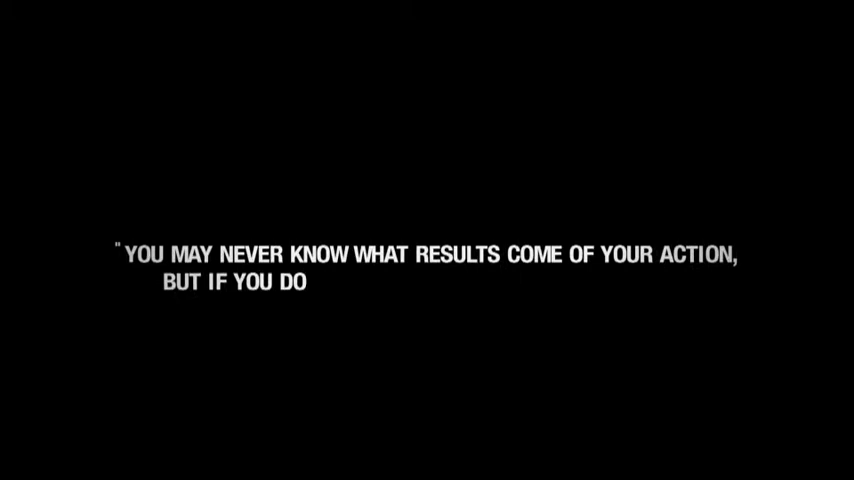 "YOU MAY NEVER KNOW WHAT RESULTS COME OF YOUR ACTION,
BUT IF YOU DO